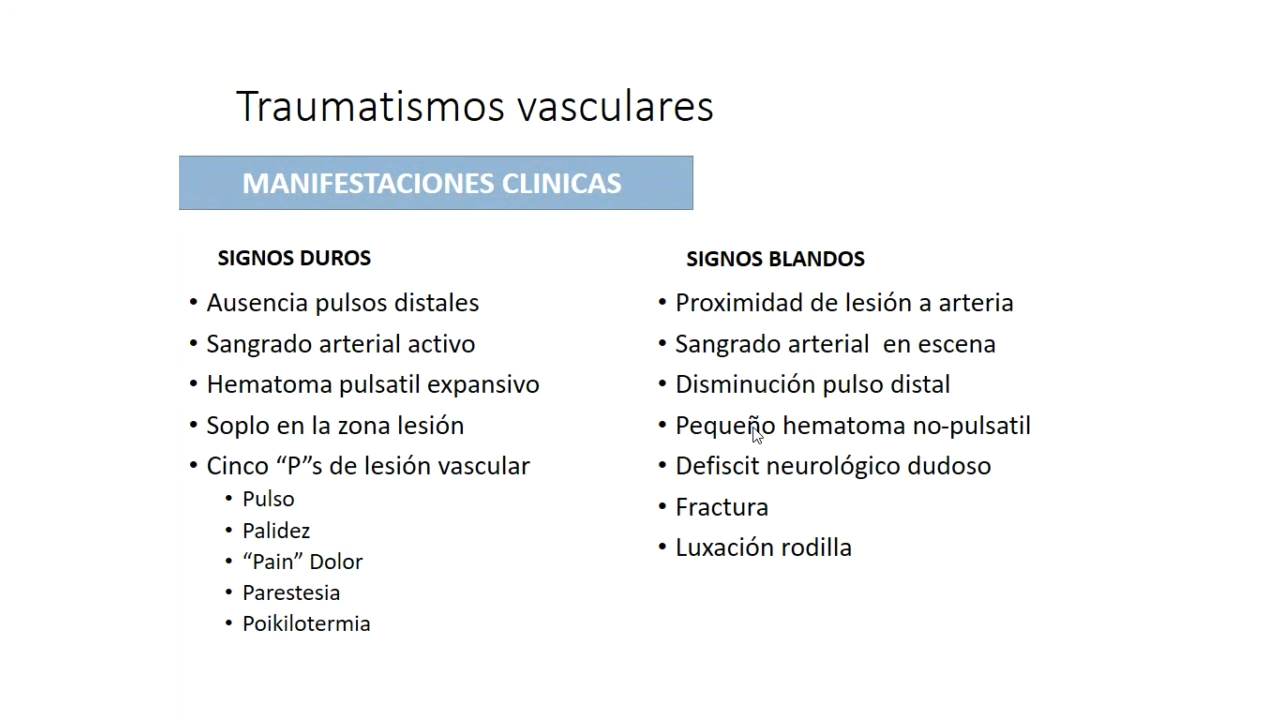 Traumatismos vasculares
MANIFESTACIONES CLINICAS
SIGNOS DUROS
• Ausencia pulsos distales
• Sangrado arterial activo
• Hematoma pulsatil expansivo
• Soplo en la zona lesión
• Cinco “P”s de lesión vascular
• Pulso
• Palidez
• “Pain” Dolor
• Parestesia
• Poikilotermia
SIGNOS BLANDOS
• Proximidad de lesión a arteria
• Sangrado arterial  en escena
• Disminución pulso distal
• Pequeño hematoma no-pulsatil
• Defiscit neurológico dudoso
• Fractura
• Luxación rodilla